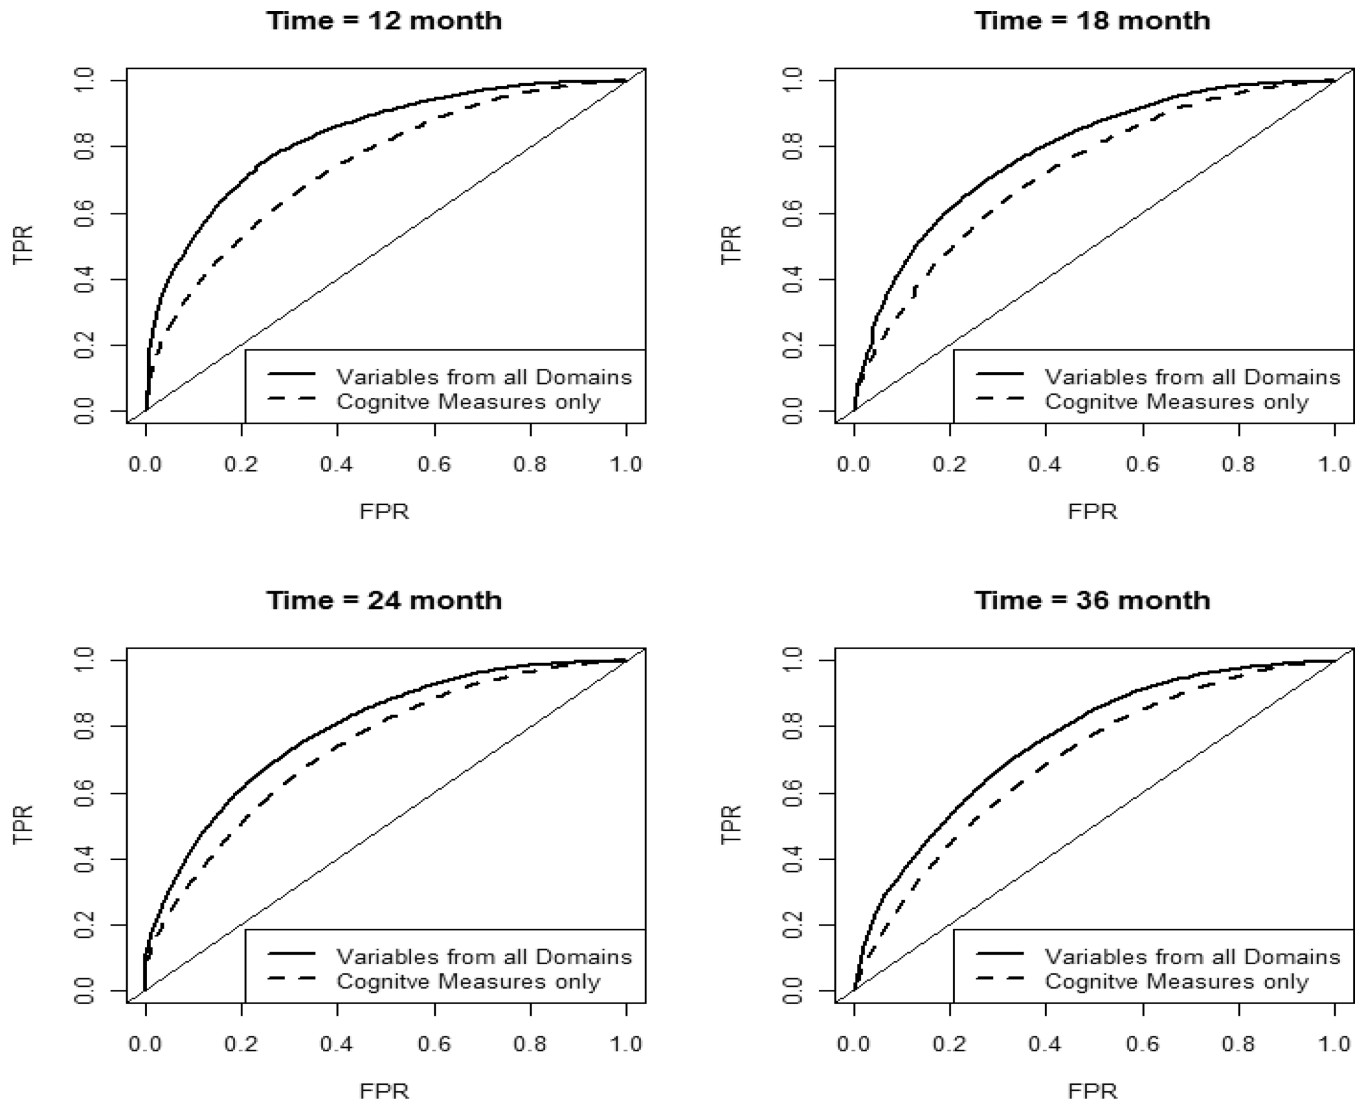 Time = 12 month
TPR
1.0
0.8
0.6
0.4
0.2
0.0
Variables from all Domains
Cognitve Measures only
0.0 0.2 0.4 0.6 0.8 1.0
FPR
Time = 18 month
TPR
1.0
0.8
0.6
0.4
0.2
0.0
Variables from all Domains
Cognitve Measures only
0.0 0.2 0.4 0.6 0.8 1.0
FPR
Time = 24 month
TPR
1.0
0.8
0.6
0.4
0.2
0.0
Variables from all Domains
Cognitve Measures only
0.0 0.2 0.4 0.6 0.8 1.0
FPR
Time = 36 month
TPR
1.0
0.8
0.6
0.4
0.2
0.0
Variables from all Domains
Cognitve Measures only
0.0 0.2 0.4 0.6 0.8 1.0
FPR